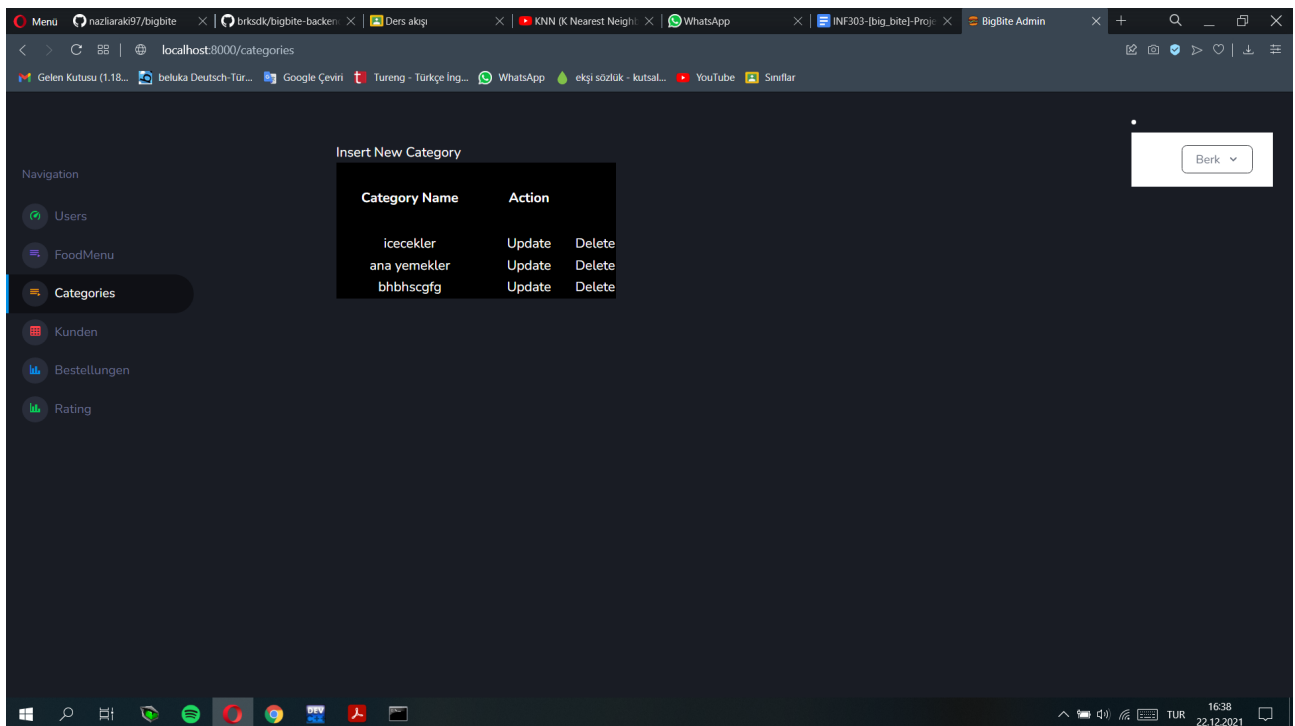 Menü nazliaraki97/bigbite brksdk/bigbite-backen Ders akışı KNN (K Nearest Neighb WhatsApp INF303-[big_bite]-Proje BigBite Admin
localhost:8000/categories
Gelen Kutusu (1.18... beluka Deutsch-Tür... Google Çeviri Tureng - Türkçe İng... WhatsApp ekşi sözlük - kutsal... YouTube Sınıflar
Insert New Category
Berk
Navigation
Category Name Action
Users
icecekler Update Delete
FoodMenu
ana yemekler Update Delete
Categories
bhbhscgfg Update Delete
Kunden
Bestellungen
Rating
DEV
TUR
16:38
22.12.2021